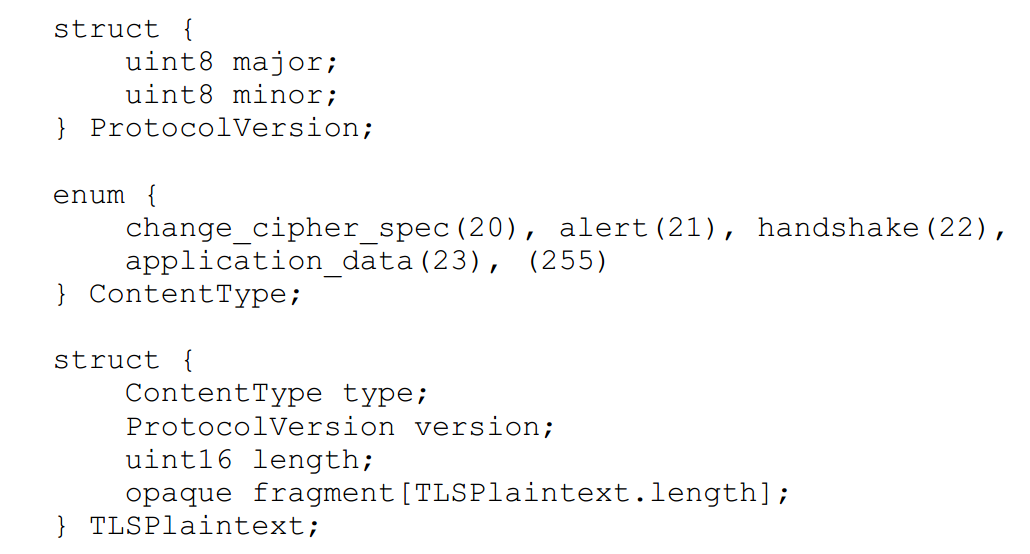 struct {
uint8 major;
uint8 minor;
} ProtocolVersion;
enum {
change_cipher_spec(20), alert(21), handshake(22),
application_data(23), (255)
} ContentType;
struct {
ContentType type;
ProtocolVersion version;
uint16 length;
opaque fragment[TLSPlaintext.length];
} TLSPlaintext;